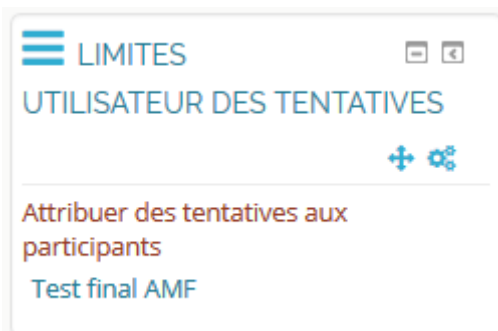 LIMITES
UTILISATEUR DES TENTATIVES
Attribuer des tentatives aux
participants
Test final AMF